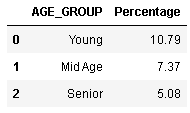 AGE_GROUP Percentage
0 Young 10.79
1 Mid Age 7.37
2 Senior 5.08